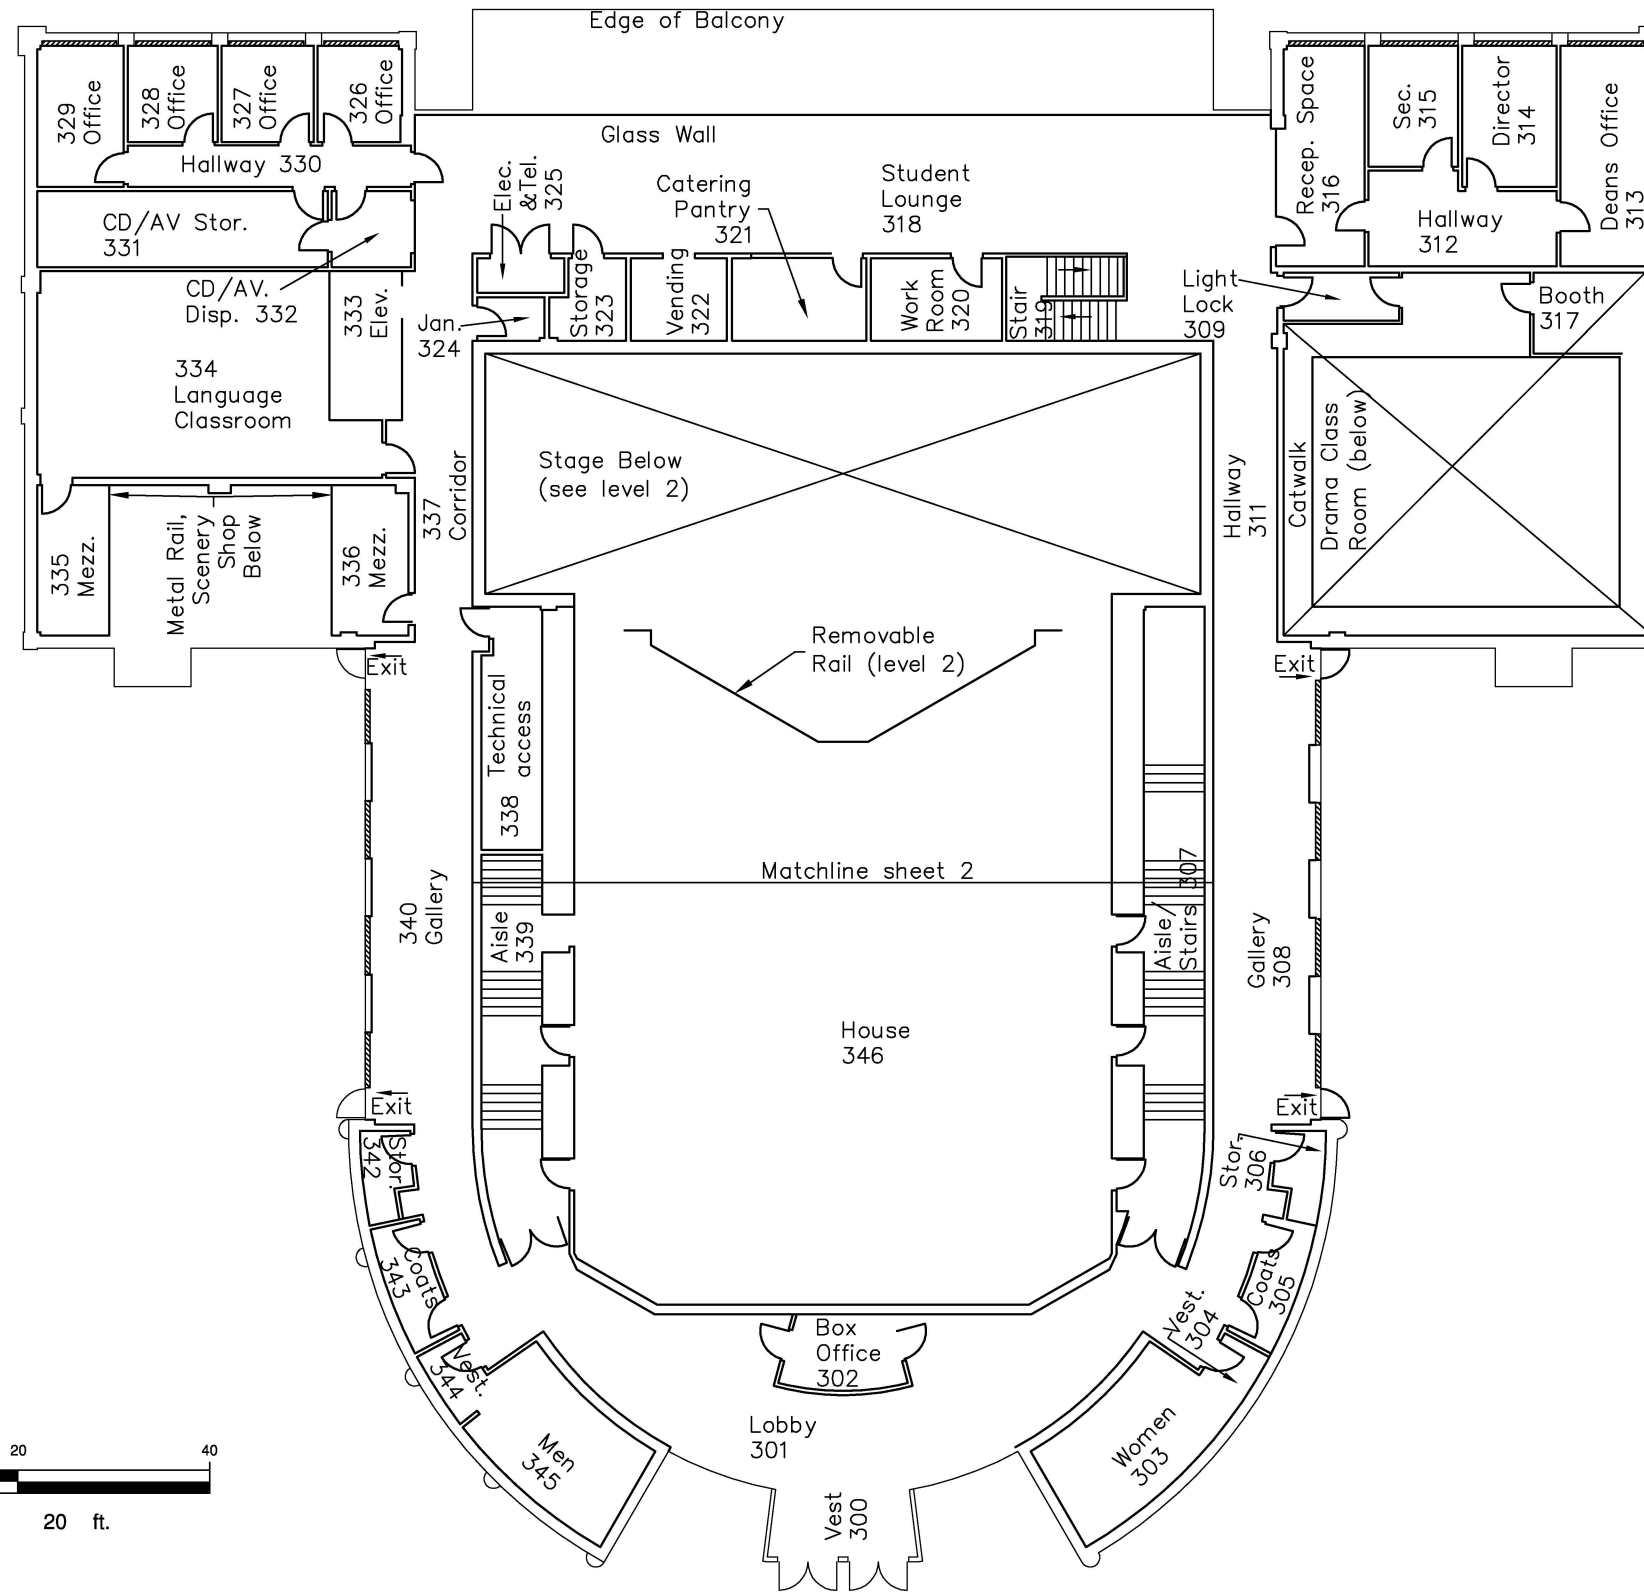 Edge of Balcony
Glass Wall
329
Office
328
Office
327
Office
326
Office
Hallway 330
CD/AV Stor.
331
CD/AV.
Disp. 332
333
Elev.
334
Language
Classroom
335
Mezz.
Metal Rail,
Scenery
Shop
Below
336
Mezz.
Elec.
&Tel.
325
Jan.
324
Storage
323
Vending
322
Catering
Pantry
321
Student
Lounge
318
Work
Room
320
Stair
319
Light
Lock
309
Recep. Space
316
Sec.
315
Director
314
Deans Office
313
Hallway
312
Booth
317
Catwalk
Drama Class
Room (below)
Hallway
311
337
Corridor
Stage Below
(see level 2)
Removable
Rail (level 2)
Exit
Exit
Technical
access
338
Matchline sheet 2
340
Gallery
Aisle
339
Aisle/
Stairs 307
Gallery
308
House
346
Exit
Exit
Stor.
342
Coats
343
Vest.
344
Men
345
Stor.
306
Coats
305
Vest.
304
Women
303
Box
Office
302
Lobby
301
Vest
300
20 40
20 ft.